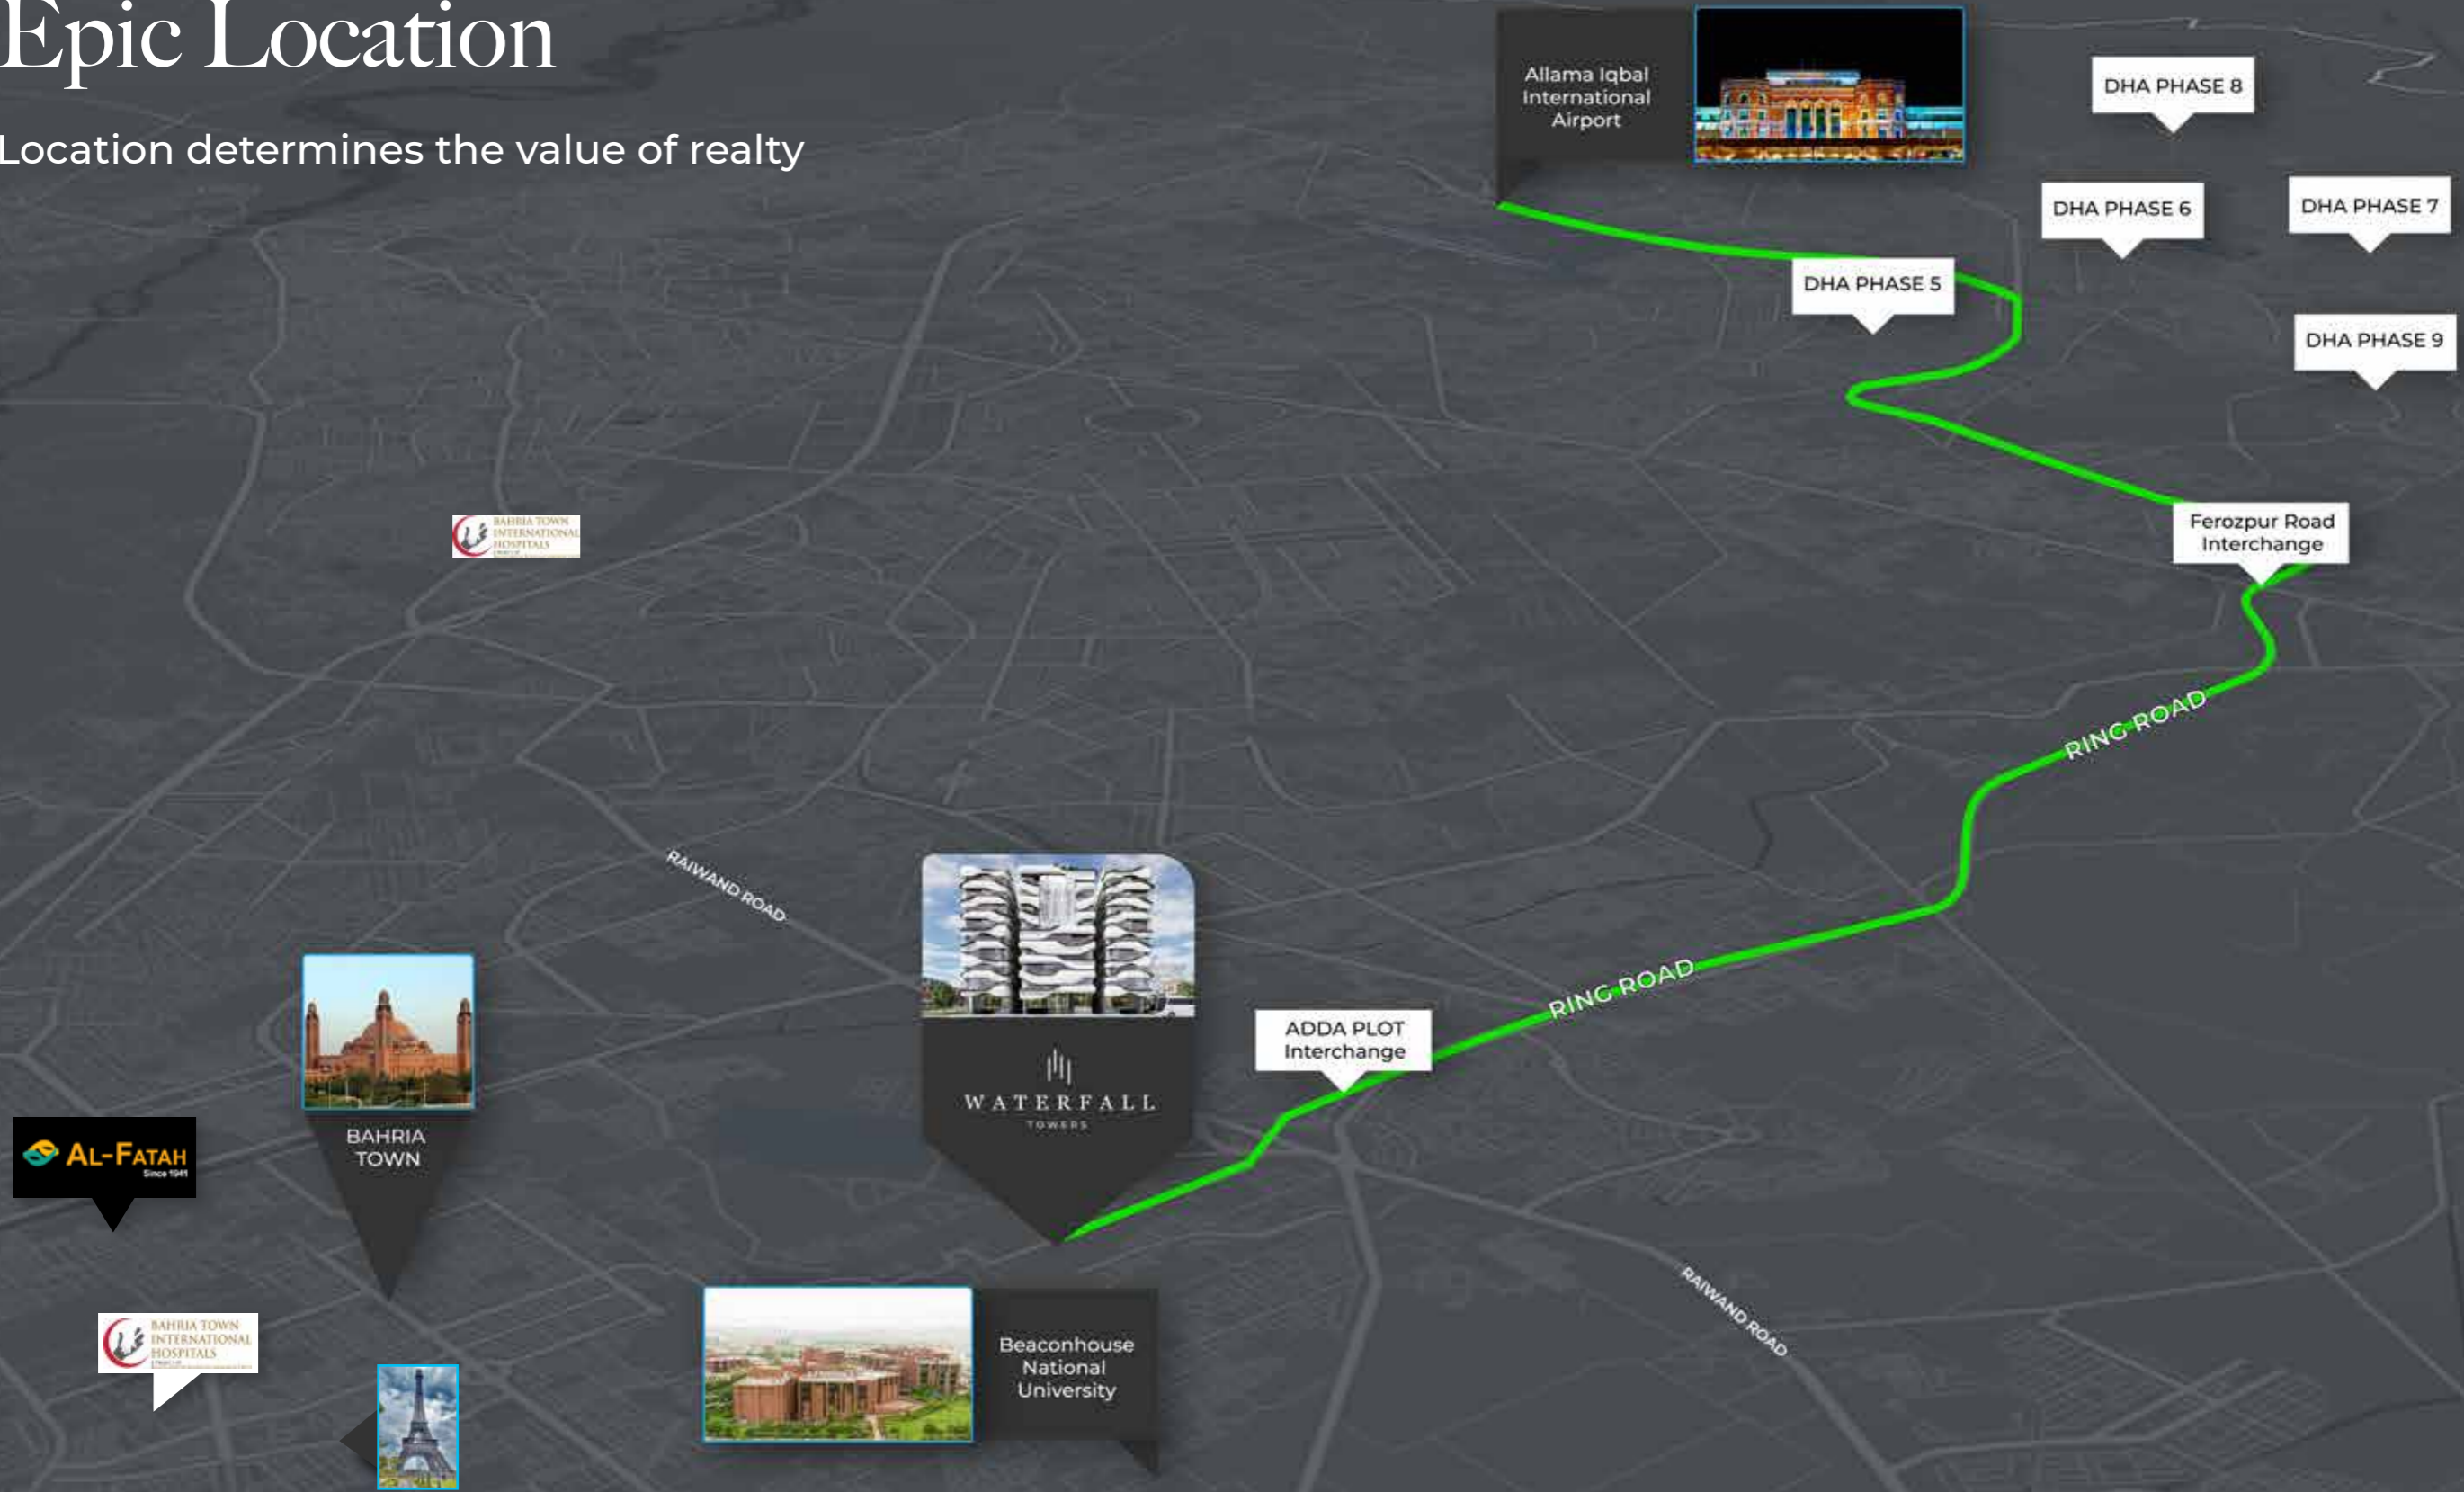 Epic Location
Location determines the value of realty
Allama Iqbal
International
Airport
DHA PHASE 8
DHA PHASE 6
DHA PHASE 7
DHA PHASE 5
DHA PHASE 9
BAHRIA TOWN
INTERNATIONAL
HOSPITALS
Ferozpur Road
Interchange
RING ROAD
RAIWAND ROAD
RING ROAD
ADDA PLOT
Interchange
WATERFALL
TOWERS
BAHRIA
TOWN
AL-FATAH
Since 1941
RAIWAND ROAD
BAHRIA TOWN
INTERNATIONAL
HOSPITALS
Beaconhouse
National
University